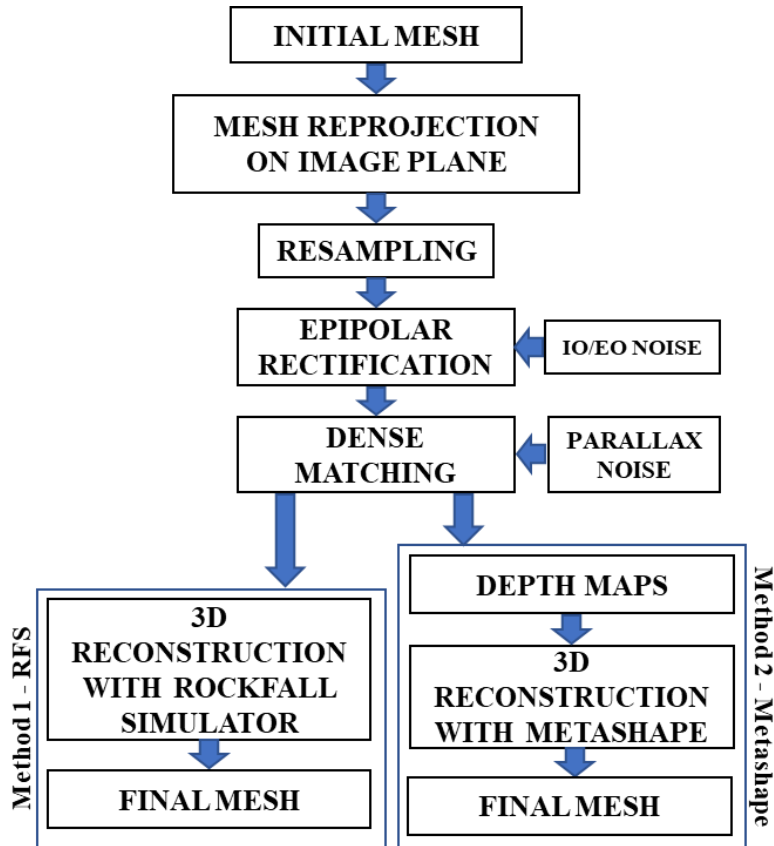 INITIAL MESH
MESH REPROJECTION
ON IMAGE PLANE
RESAMPLING
EPIPOLAR
RECTIFICATION
IO/EO NOISE
DENSE
MATCHING
PARALLAX
NOISE
Method 1 - RFS
3D
RECONSTRUCTION
WITH ROCKFALL
SIMULATOR
FINAL MESH
DEPTH MAPS
3D
RECONSTRUCTION
WITH METASHAPE
FINAL MESH
Method 2 - Metashape